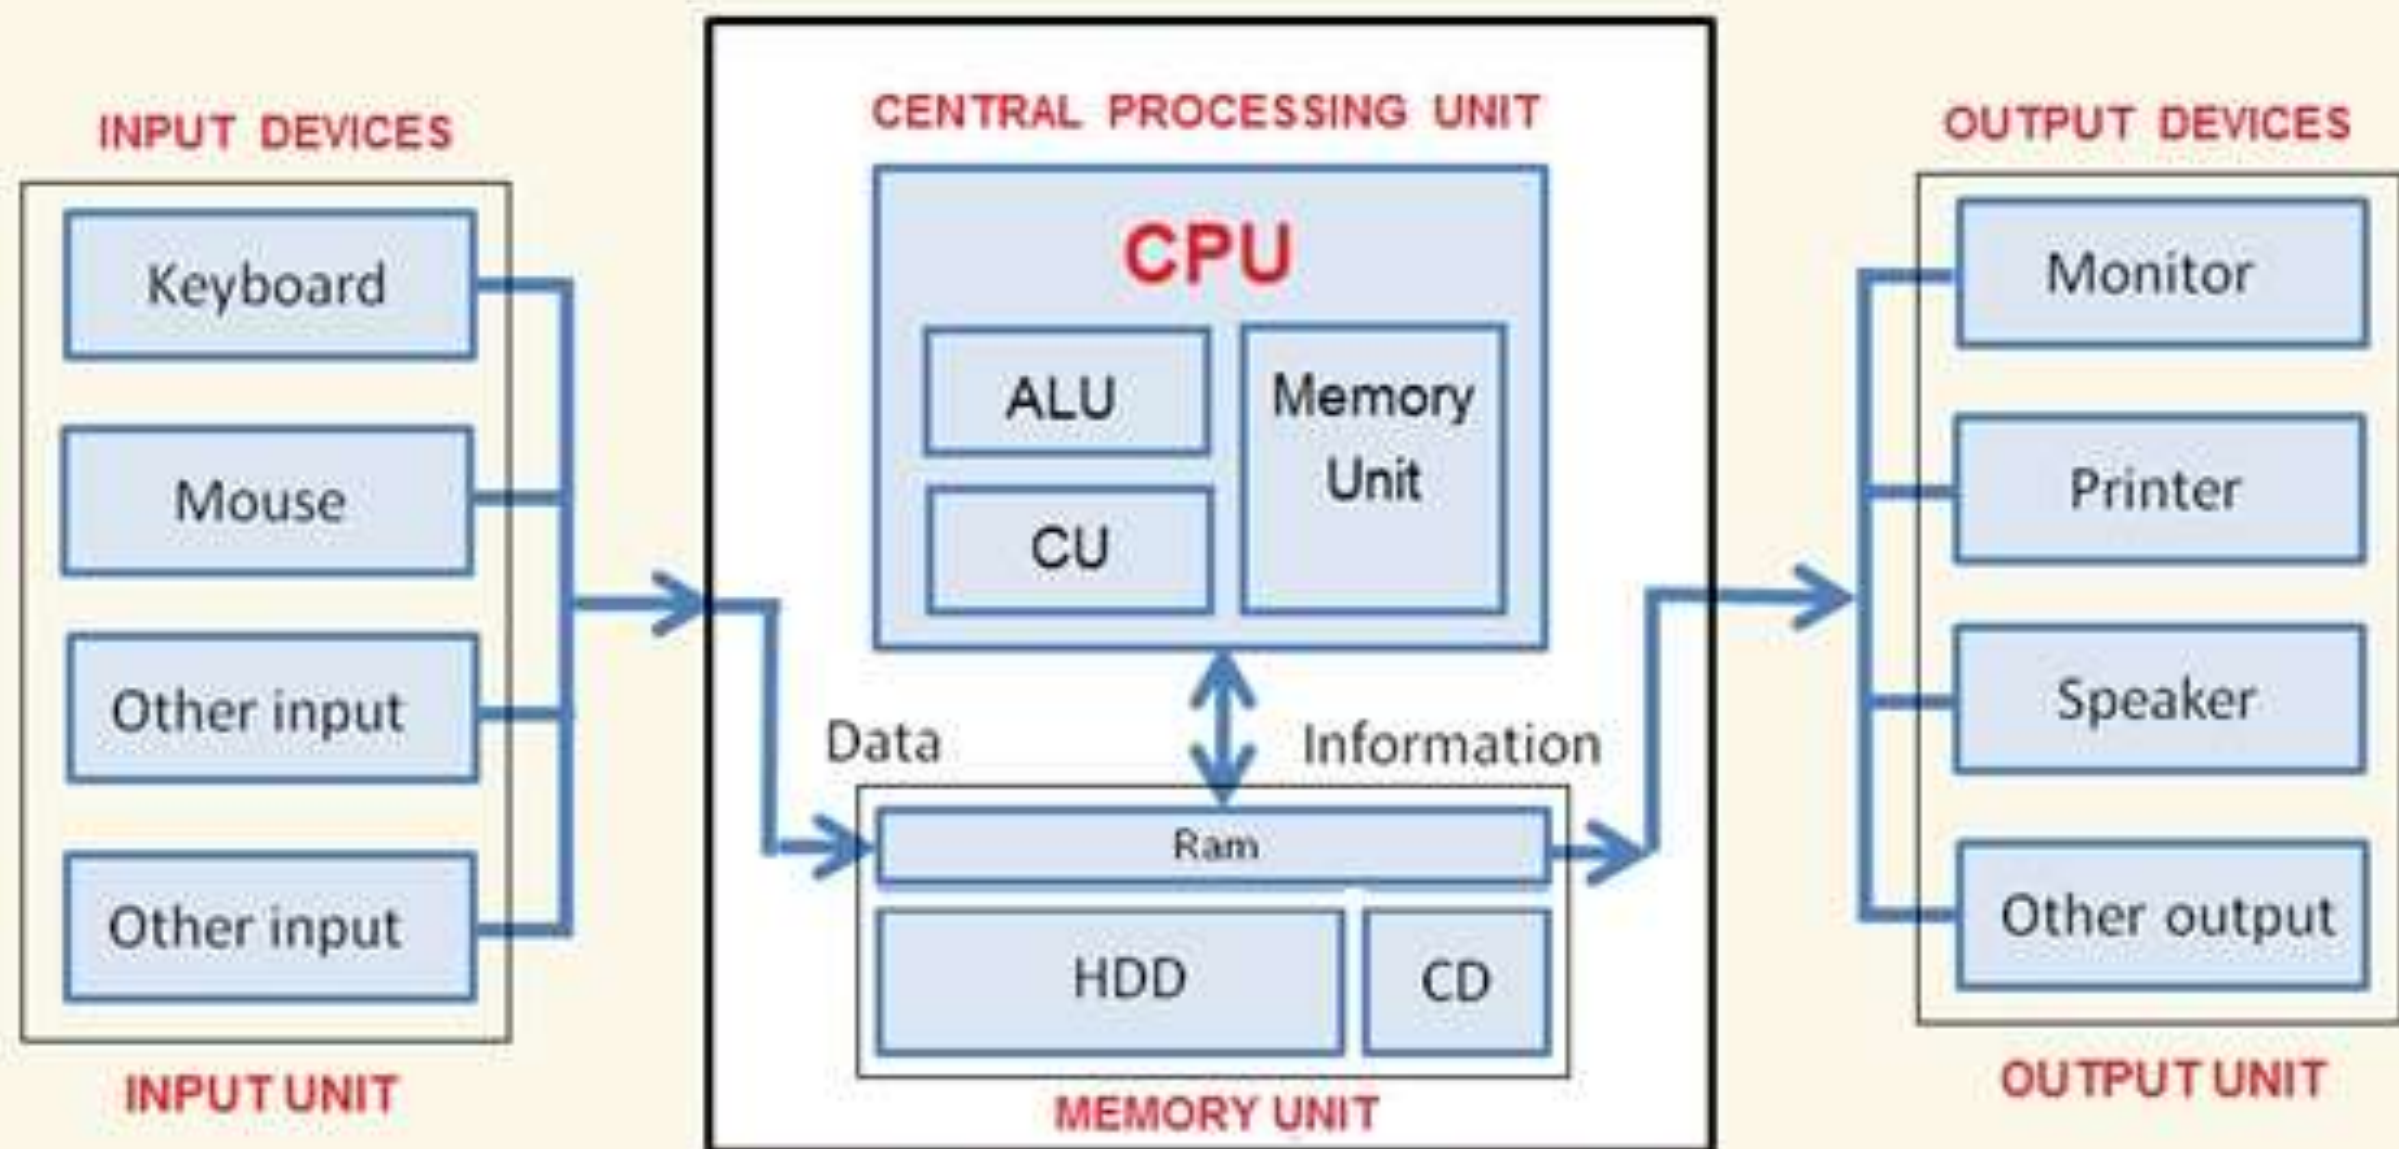 INPUT DEVICES
Keyboard
Mouse
Other input
Other input
INPUT UNIT
CENTRAL PROCESSING UNIT
CPU
ALU
CU
Memory
Unit
Data
Information
Ram
HDD
CD
MEMORY UNIT
OUTPUT DEVICES
Monitor
Printer
Speaker
Other output
OUTPUT UNIT